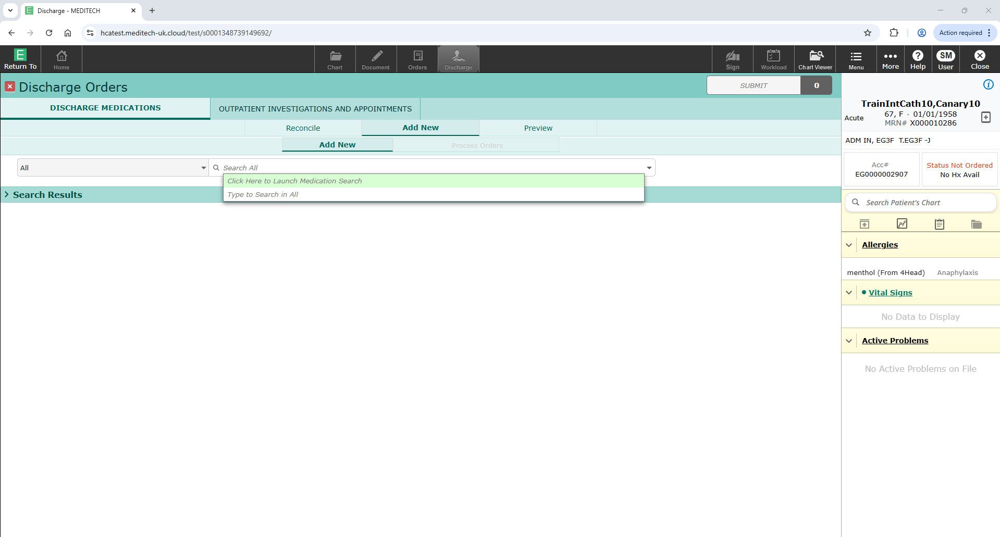 Discharge - MEDITECH
hcatest.meditech-uk.cloud/test/s0001348739149692/
Action required
Return To
Home
Chart
Document
Orders
Discharge
Sign
Workload
Chart Viewer
Menu
More
Help
SM
User
Close
Discharge Orders
SUBMIT 0
DISCHARGE MEDICATIONS
OUTPATIENT INVESTIGATIONS AND APPOINTMENTS
Reconcile
Add New
Preview
Add New
Process Orders
All
Search All
Click Here to Launch Medication Search
Type to Search in All
Search Results
TrainIntCath10,Canary10
Acute
67, F · 01/01/1958
MRN# X000010286
ADM IN, EG3F T.EG3F -J
Acc#
EG0000002907
Status Not Ordered
No Hx Avail
Search Patient's Chart
Allergies
menthol (From 4Head) Anaphylaxis
Vital Signs
No Data to Display
Active Problems
No Active Problems on File